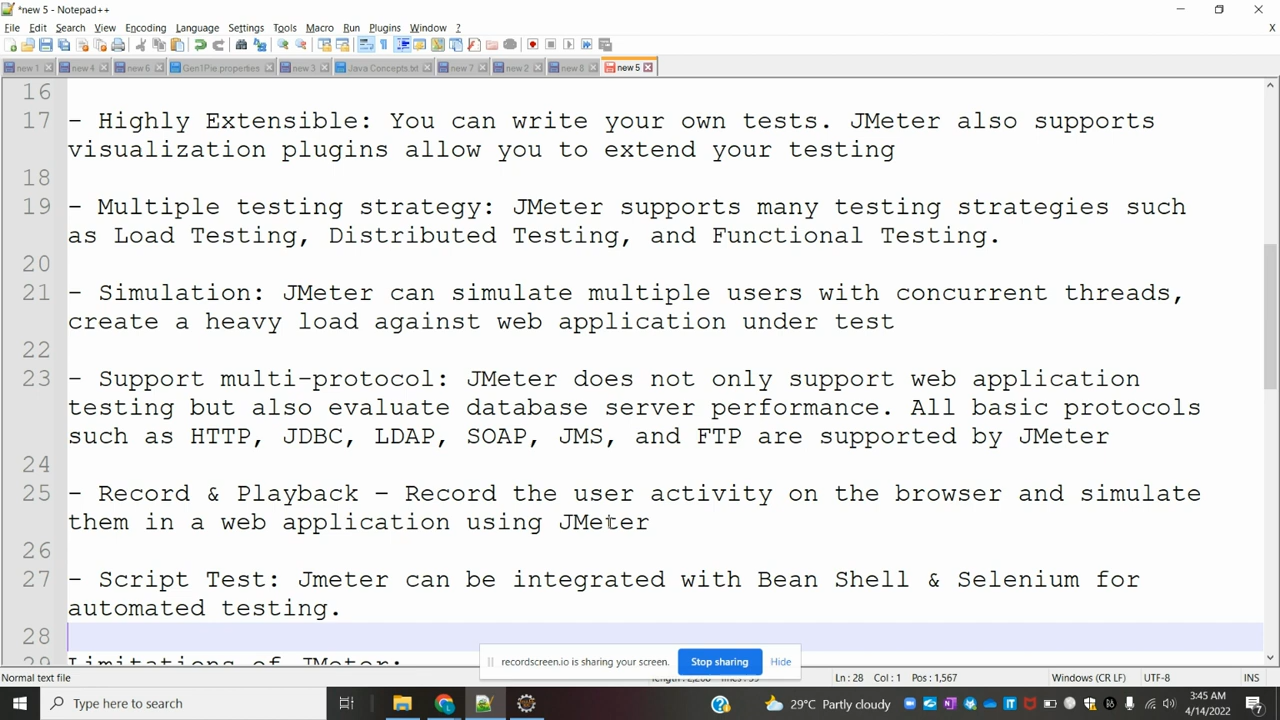 *new 5 - Notepad++
File Edit Search View Encoding Language Settings Tools Macro Run Plugins Window ?
X
new 1 new 4 new 6 Gen1Pie.properties new 3 Java Concepts.txt new 7 new 2 new 8 new 5
16
17 - Highly Extensible: You can write your own tests. JMeter also supports
visualization plugins allow you to extend your testing
18
19 - Multiple testing strategy: JMeter supports many testing strategies such
as Load Testing, Distributed Testing, and Functional Testing.
20
21 - Simulation: JMeter can simulate multiple users with concurrent threads,
create a heavy load against web application under test
22
23 - Support multi-protocol: JMeter does not only support web application
testing but also evaluate database server performance. All basic protocols
such as HTTP, JDBC, LDAP, SOAP, JMS, and FTP are supported by JMeter
24
25 - Record & Playback - Record the user activity on the browser and simulate
them in a web application using JMeter
26
27 - Script Test: Jmeter can be integrated with Bean Shell & Selenium for
automated testing.
28
29 Limitations of JMeter:
recordscreen.io is sharing your screen. Stop sharing Hide
Normal text file Ln : 28 Col : 1 Pos : 1,567 Windows (CR LF) UTF-8 INS
Type here to search 29°C Partly cloudy 3:45 AM
4/14/2022